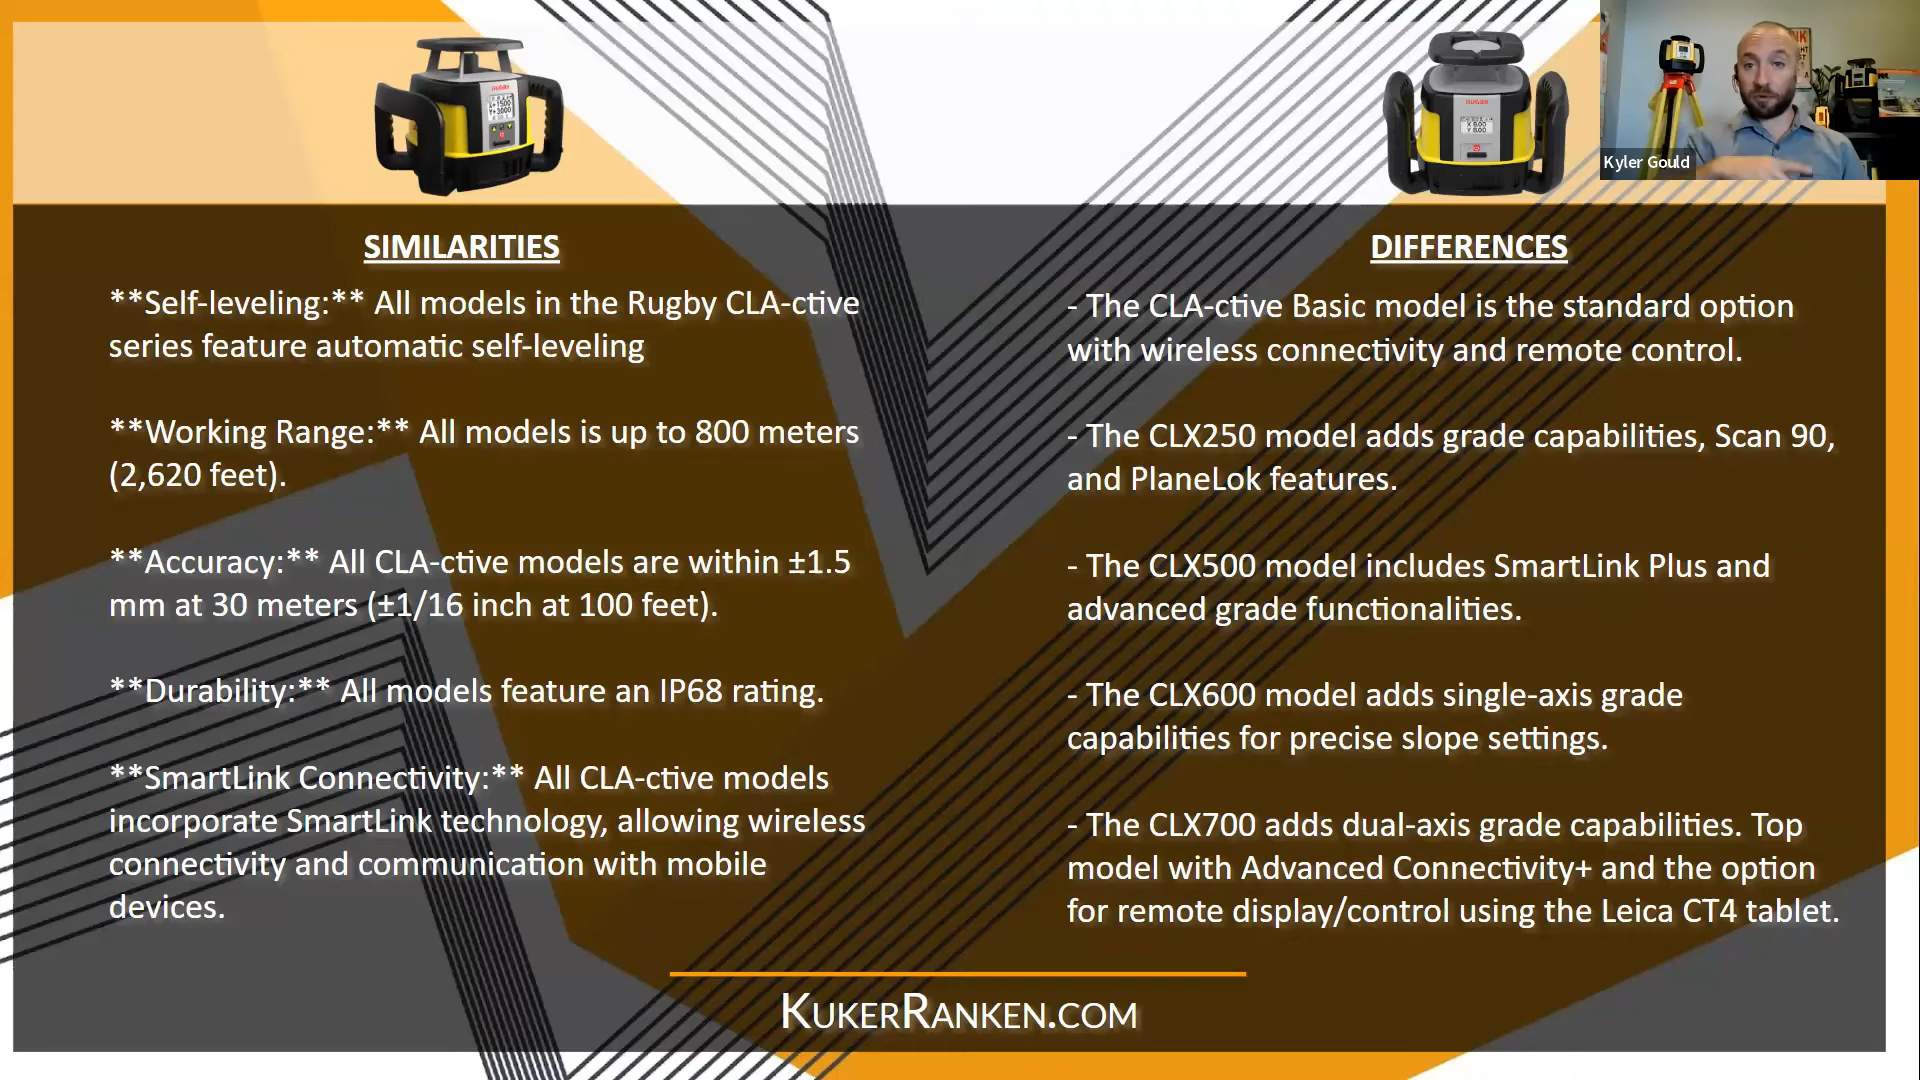 Kyler Gould
SIMILARITIES
**Self-leveling:** All models in the Rugby CLA-ctive
series feature automatic self-leveling
**Working Range:** All models is up to 800 meters
(2,620 feet).
**Accuracy:** All CLA-ctive models are within ±1.5
mm at 30 meters (±1/16 inch at 100 feet).
**Durability:** All models feature an IP68 rating.
**SmartLink Connectivity:** All CLA-ctive models
incorporate SmartLink technology, allowing wireless
connectivity and communication with mobile
devices.
DIFFERENCES
- The CLA-ctive Basic model is the standard option
with wireless connectivity and remote control.
- The CLX250 model adds grade capabilities, Scan 90,
and PlaneLok features.
- The CLX500 model includes SmartLink Plus and
advanced grade functionalities.
- The CLX600 model adds single-axis grade
capabilities for precise slope settings.
- The CLX700 adds dual-axis grade capabilities. Top
model with Advanced Connectivity+ and the option
for remote display/control using the Leica CT4 tablet.
KUKERRANKEN.COM